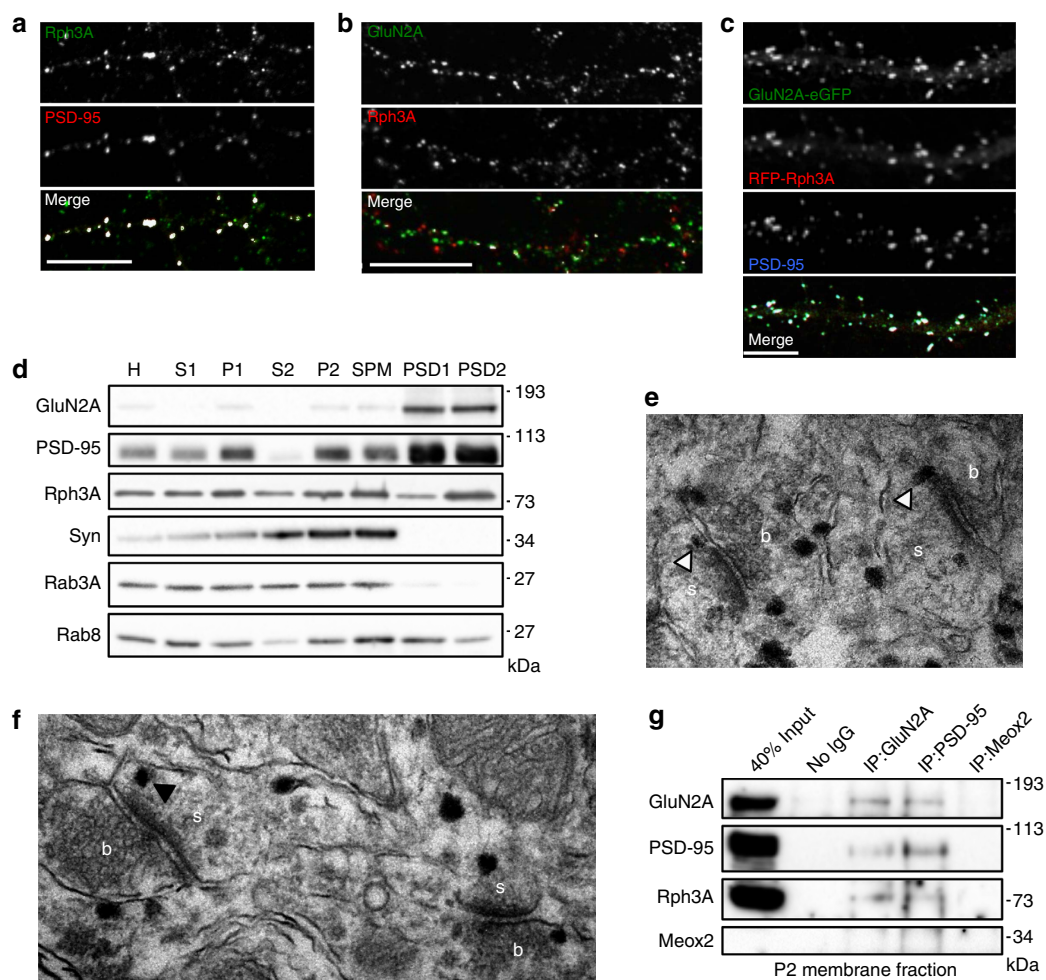 a
Rph3A
PSD-95
Merge
b
GluN2A
Rph3A
Merge
c
GluN2A-eGFP
RFP-Rph3A
PSD-95
Merge
d
H S1 P1 S2 P2 SPM PSD1 PSD2
GluN2A - 193
PSD-95 - 113
Rph3A - 73
Syn - 34
Rab3A - 27
Rab8 - 27
kDa
e
b
b
s
s
f
s
b
s
b
g
40% Input No IgG IP:GluN2A IP:PSD-95 IP:Meox2
GluN2A -193
PSD-95 -113
Rph3A -73
Meox2 -34
P2 membrane fraction kDa